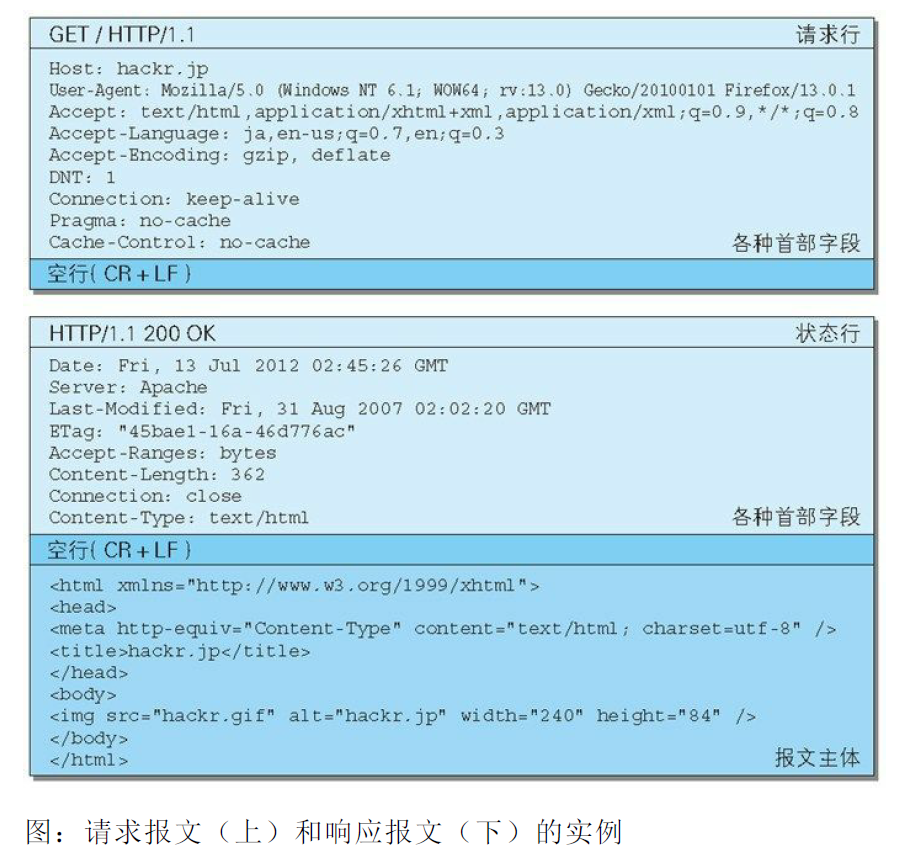 GET / HTTP/1.1 请求行
Host: hackr.jp
User-Agent: Mozilla/5.0 (Windows NT 6.1; WOW64; rv:13.0) Gecko/20100101 Firefox/13.0.1
Accept: text/html,application/xhtml+xml,application/xml;q=0.9,*/*;q=0.8
Accept-Language: ja,en-us;q=0.7,en;q=0.3
Accept-Encoding: gzip, deflate
DNT: 1
Connection: keep-alive
Pragma: no-cache
Cache-Control: no-cache 各种首部字段
空行( CR + LF )
HTTP/1.1 200 OK 状态行
Date: Fri, 13 Jul 2012 02:45:26 GMT
Server: Apache
Last-Modified: Fri, 31 Aug 2007 02:02:20 GMT
ETag: "45bae1-16a-46d776ac"
Accept-Ranges: bytes
Content-Length: 362
Connection: close
Content-Type: text/html 各种首部字段
空行( CR + LF )
<html xmlns="http://www.w3.org/1999/xhtml">
<head>
<meta http-equiv="Content-Type" content="text/html; charset=utf-8" />
<title>hackr.jp</title>
</head>
<body>
<img src="hackr.gif" alt="hackr.jp" width="240" height="84" />
</body>
</html> 报文主体
图：请求报文（上）和响应报文（下）的实例